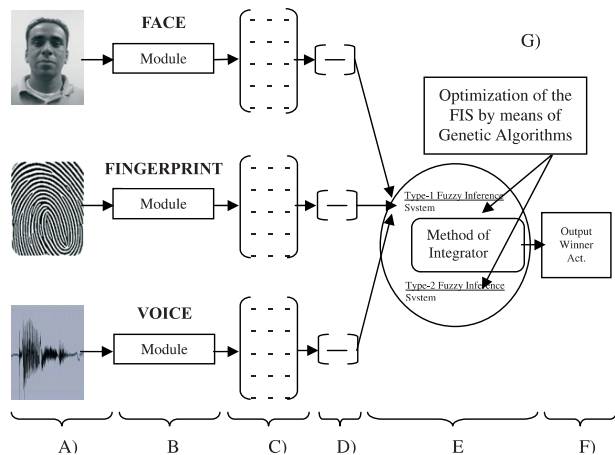 FACE
Module
G)
Optimization of the
FIS by means of
Genetic Algorithms
FINGERPRINT
Module
Type-1 Fuzzy Inference
System
Method of
Integrator
Type-2 Fuzzy Inference
System
Output
Winner
Act.
VOICE
Module
A)
B
C)
D)
E
F)